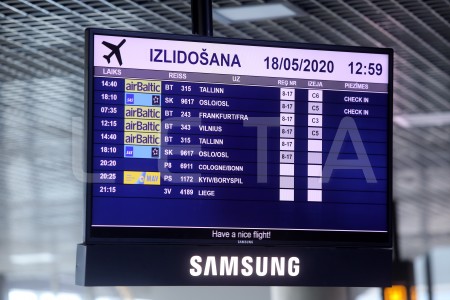 IZLIDOŠANA 18/05/2020 12:59
LAIKS REISS UZ REĢ NR IZEJA PIEZĪMES
14:40 airBaltic BT 315 TALLINN 8-17 C6 CHECK IN
18:10 SK 9617 OSLO/OSL 8-17 C5
07:35 airBaltic BT 243 FRANKFURT/FRA 8-17 C5 CHECK IN
12:15 airBaltic BT 343 VILNIUS 8-17 C3
14:40 airBaltic BT 315 TALLINN 8-17
18:10 SK 9617 OSLO/OSL 6-17
20:20 P8 6911 COLOGNE/BONN
20:25 PS 1172 KYIV/BORYSPIL
21:15 3V 4189 LIEGE
LETA
Have a nice flight!
SAMSUNG
SAMSUNG